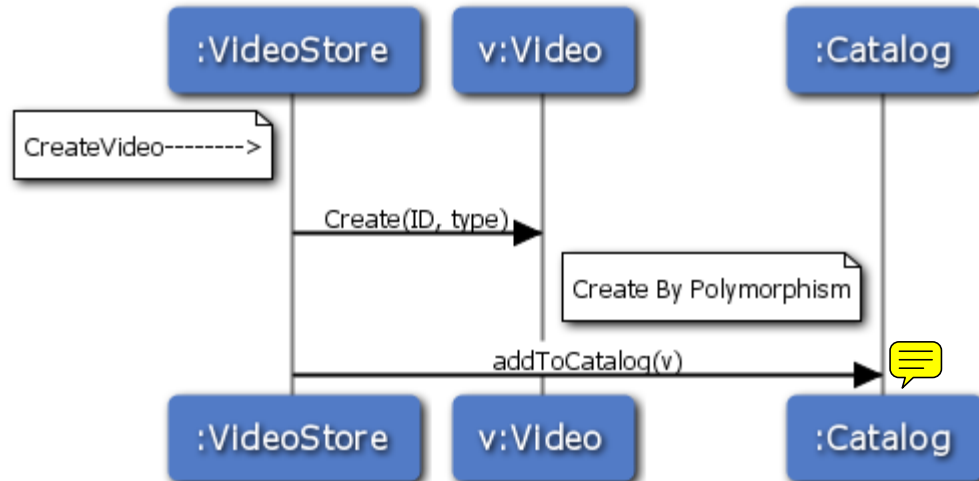 :VideoStore
v:Video
:Catalog
CreateVideo-------->
Create(ID, type)
Create By Polymorphism
addToCatalog(v)
:VideoStore
v:Video
:Catalog